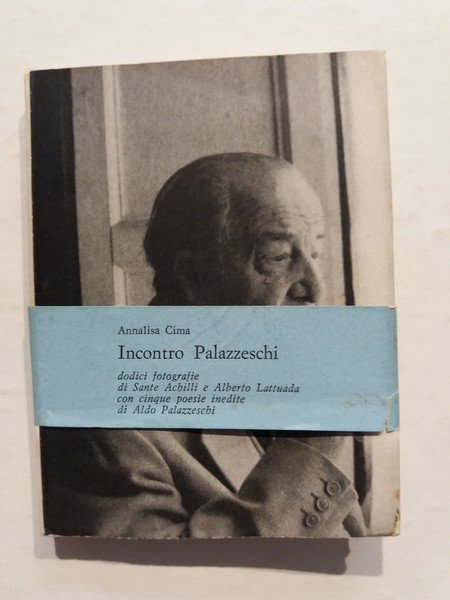 Annalisa Cima
Incontro Palazzeschi
dodici fotografie
di Sante Achilli e Alberto Lattuada
con cinque poesie inedite
di Aldo Palazzeschi